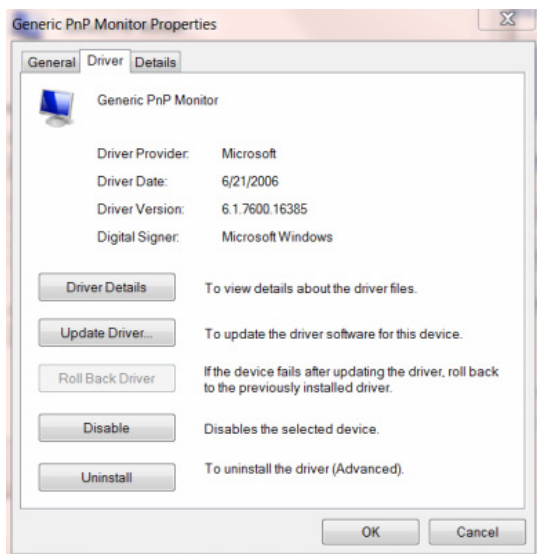 Generic PnP Monitor Properties
General Driver Details
Generic PnP Monitor
Driver Provider: Microsoft
Driver Date: 6/21/2006
Driver Version: 6.1.7600.16385
Digital Signer: Microsoft Windows
Driver Details To view details about the driver files.
Update Driver... To update the driver software for this device.
Roll Back Driver If the device fails after updating the driver, roll back
to the previously installed driver.
Disable Disables the selected device.
Uninstall To uninstall the driver (Advanced).
OK Cancel